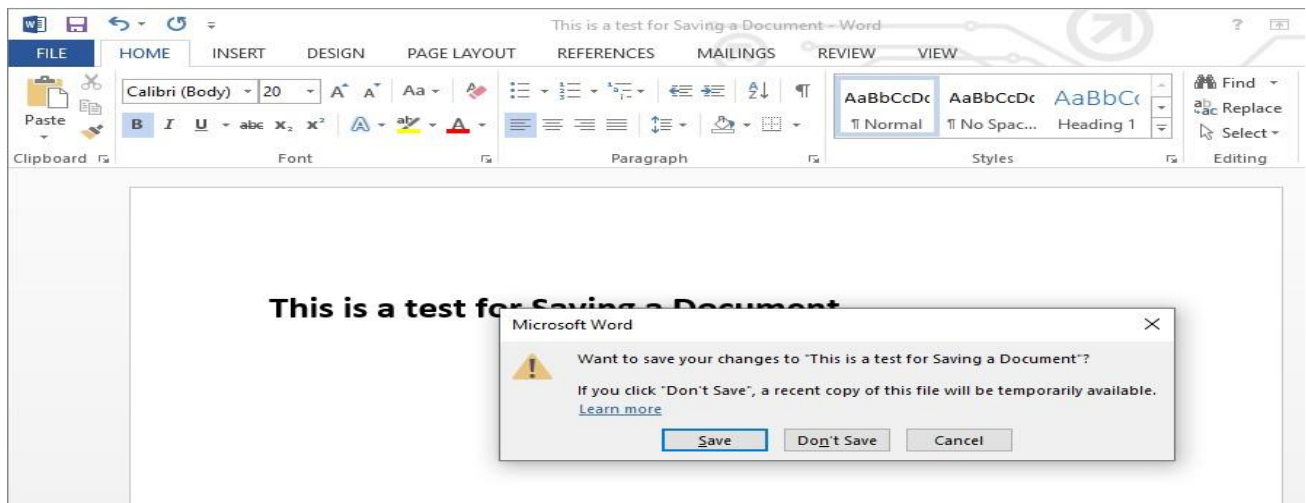 This is a test for Saving a Document - Word
?
FILE HOME INSERT DESIGN PAGE LAYOUT REFERENCES MAILINGS REVIEW VIEW
Paste
Calibri (Body) 20 A A Aa
B I U abc X₂ X² A ab A
AaBbCcDc AaBbCcDc AaBbCc
¶ Normal ¶ No Spac... Heading 1
Find
Replace
Select
Clipboard Font Paragraph Styles Editing
This is a test for Saving a Document
Microsoft Word
Want to save your changes to "This is a test for Saving a Document"?
If you click "Don't Save", a recent copy of this file will be temporarily available.
Learn more
Save Don't Save Cancel